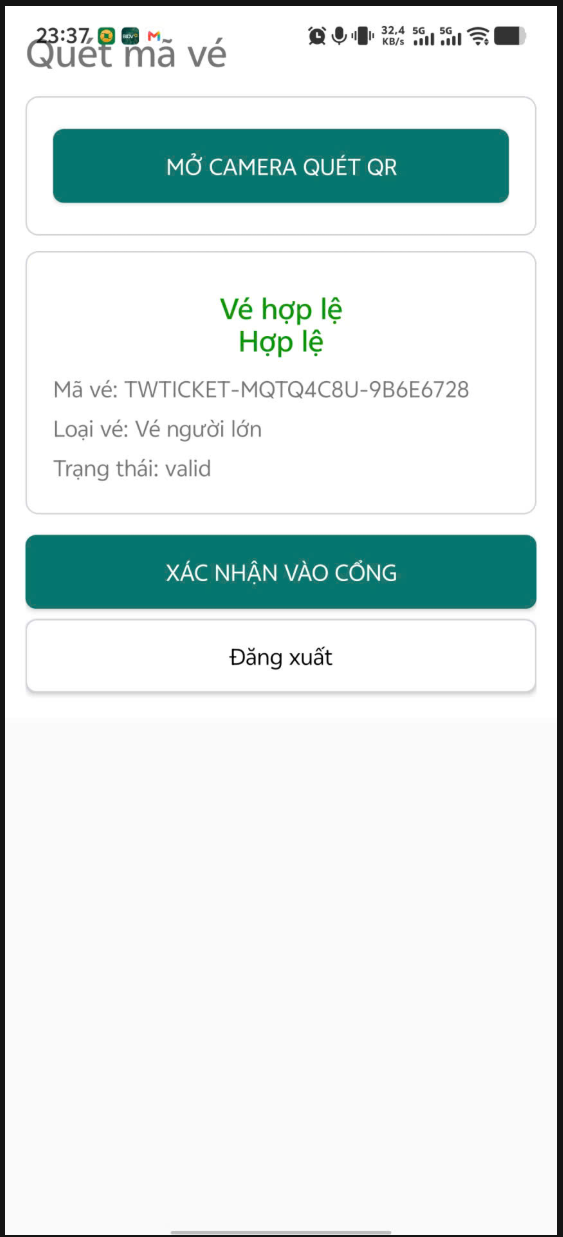 23:37 32,4 KB/s 5G 5G
Quét mã vé
MỞ CAMERA QUÉT QR
Vé hợp lệ
Hợp lệ
Mã vé: TWTICKET-MQTQ4C8U-9B6E6728
Loại vé: Vé người lớn
Trạng thái: valid
XÁC NHẬN VÀO CỔNG
Đăng xuất